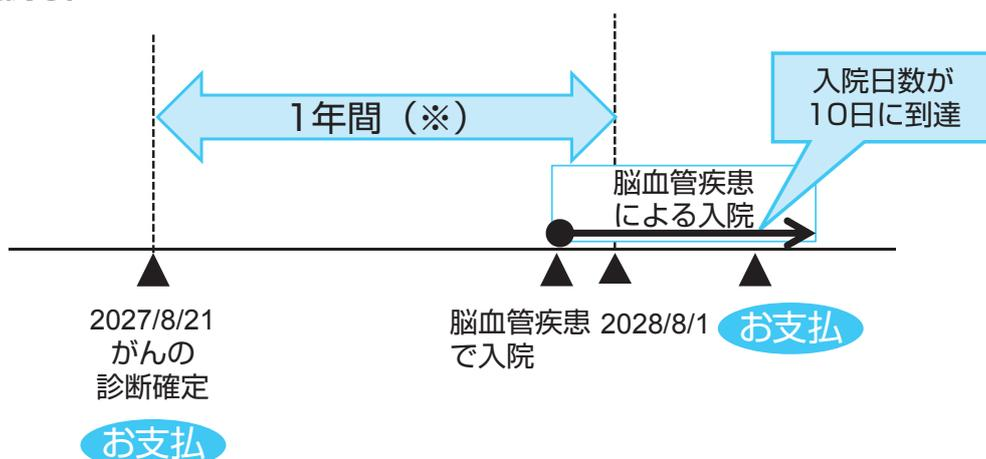 1年間（※）
入院日数が
10日に到達
脳血管疾患
による入院
2027/8/21
がんの
診断確定
お支払
脳血管疾患
で入院
2028/8/1
お支払